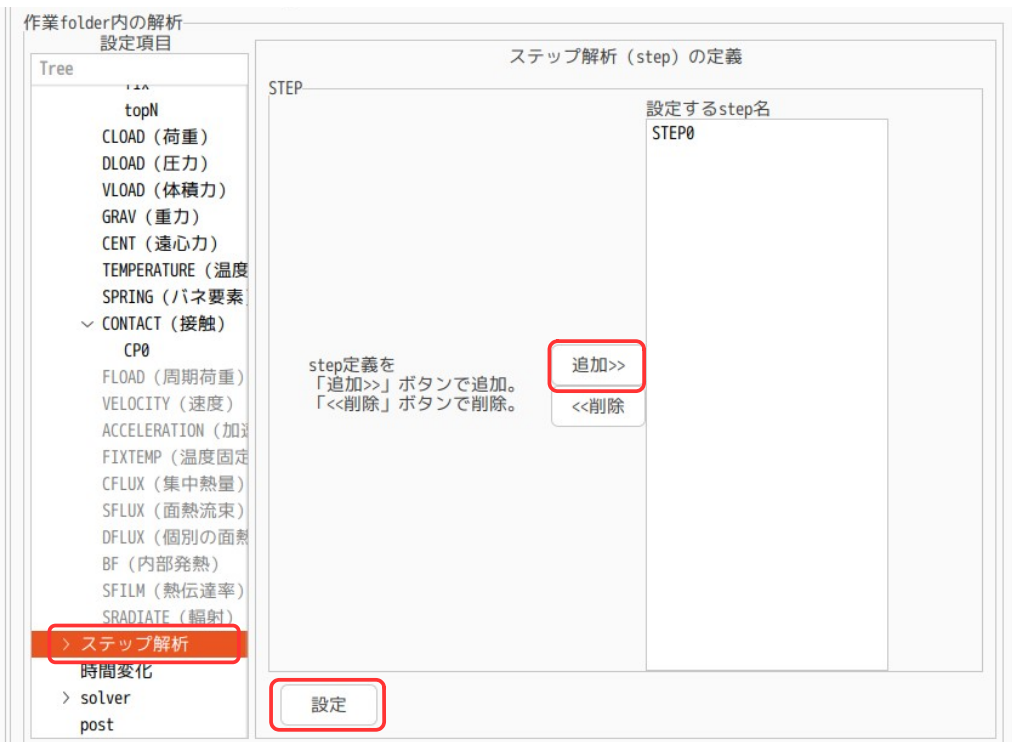 作業folder内の解析
設定項目
Tree
topN
CLOAD (荷重)
DLOAD (圧力)
VLOAD (体積力)
GRAV (重力)
CENT (遠心力)
TEMPERATURE (温度
SPRING (バネ要素
CONTACT (接触)
CP0
FLOAD (周期荷重)
VELOCITY (速度)
ACCELERATION (加速
FIXTEMP (温度固定
CFLUX (集中熱量)
SFLUX (面熱流束)
DFLUX (個別の面熱
BF (内部発熱)
SFILM (熱伝達率)
SRADIATE (輻射)
ステップ解析
時間変化
solver
post
ステップ解析 (step) の定義
STEP
設定するstep名
STEP0
step定義を
「追加>>」ボタンで追加。
「<<削除」ボタンで削除。
追加>>
<<削除
設定